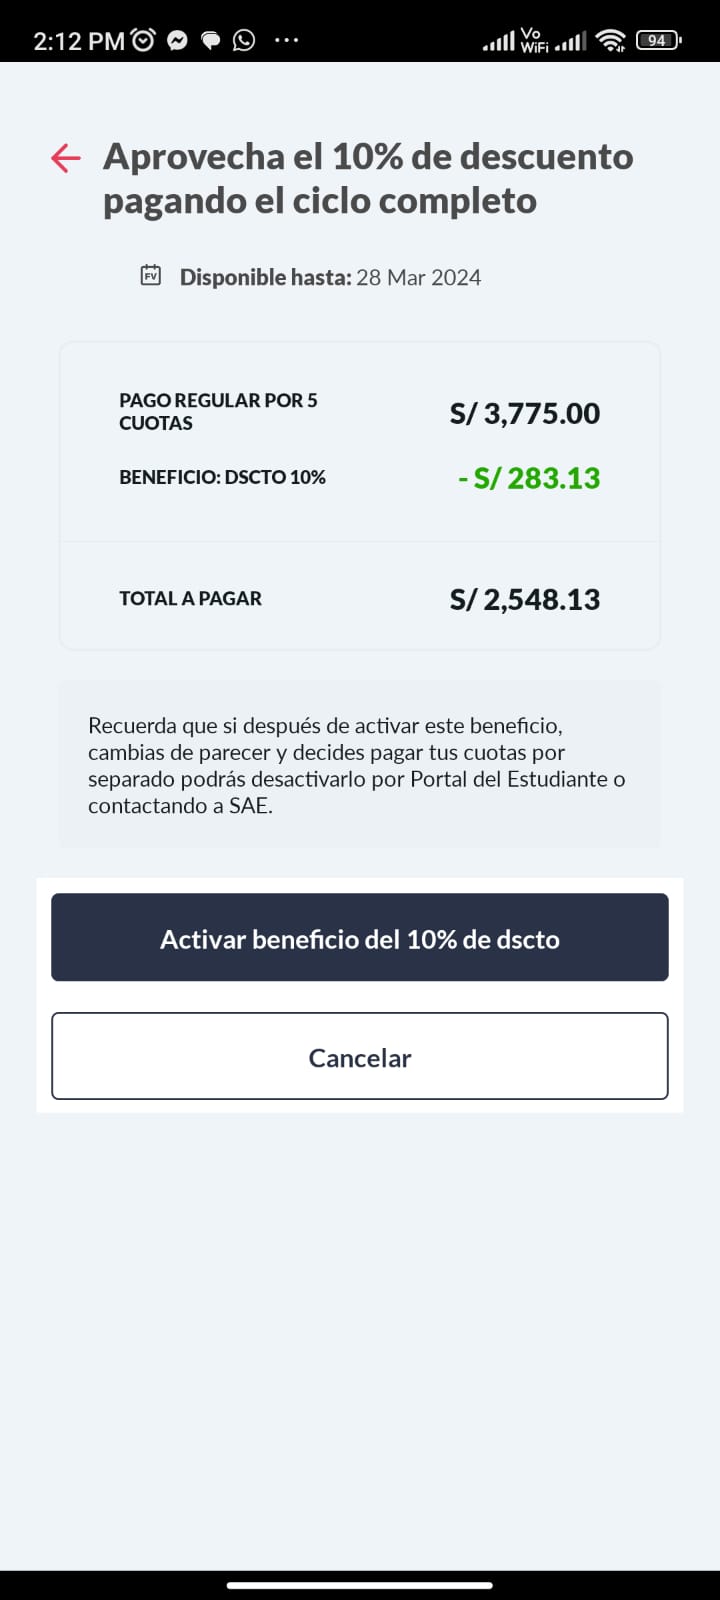 2:12 PM
Vo
WiFi
94
Aprovecha el 10% de descuento
pagando el ciclo completo
FV
Disponible hasta: 28 Mar 2024
PAGO REGULAR POR 5
CUOTAS
S/ 3,775.00
BENEFICIO: DSCTO 10%
- S/ 283.13
TOTAL A PAGAR
S/ 2,548.13
Recuerda que si después de activar este beneficio,
cambias de parecer y decides pagar tus cuotas por
separado podrás desactivarlo por Portal del Estudiante o
contactando a SAE.
Activar beneficio del 10% de dscto
Cancelar